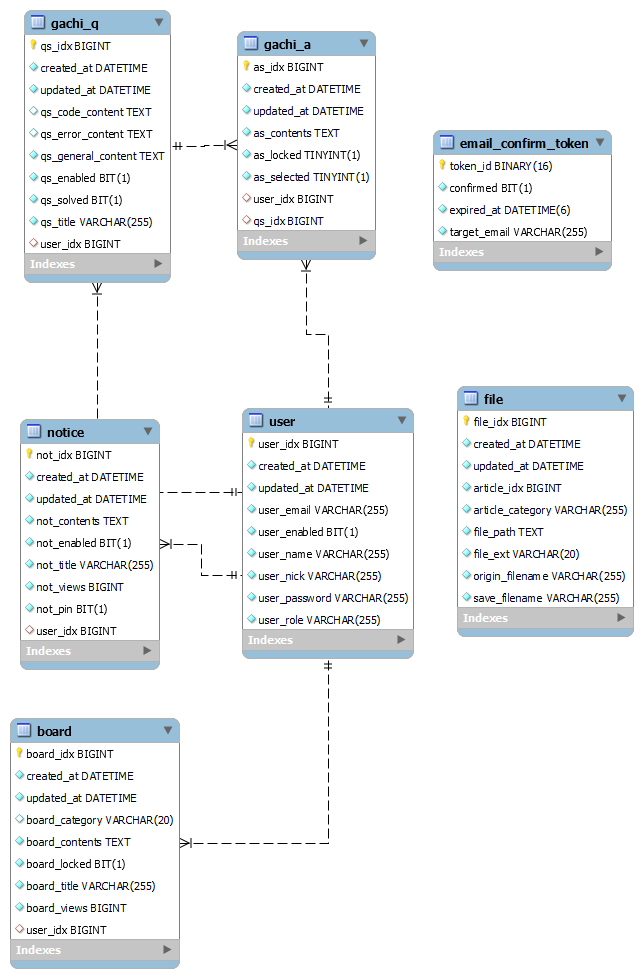 gachi_q
qs_idx BIGINT
created_at DATETIME
updated_at DATETIME
qs_code_content TEXT
qs_error_content TEXT
qs_general_content TEXT
qs_enabled BIT(1)
qs_solved BIT(1)
qs_title VARCHAR(255)
user_idx BIGINT
Indexes
gachi_a
as_idx BIGINT
created_at DATETIME
updated_at DATETIME
as_contents TEXT
as_locked TINYINT(1)
as_selected TINYINT(1)
user_idx BIGINT
qs_idx BIGINT
Indexes
email_confirm_token
token_id BINARY(16)
confirmed BIT(1)
expired_at DATETIME(6)
target_email VARCHAR(255)
Indexes
notice
not_idx BIGINT
created_at DATETIME
updated_at DATETIME
not_contents TEXT
not_enabled BIT(1)
not_title VARCHAR(255)
not_views BIGINT
not_pin BIT(1)
user_idx BIGINT
Indexes
user
user_idx BIGINT
created_at DATETIME
updated_at DATETIME
user_email VARCHAR(255)
user_enabled BIT(1)
user_name VARCHAR(255)
user_nick VARCHAR(255)
user_password VARCHAR(255)
user_role VARCHAR(255)
Indexes
file
file_idx BIGINT
created_at DATETIME
updated_at DATETIME
article_idx BIGINT
article_category VARCHAR(255)
file_path TEXT
file_ext VARCHAR(20)
origin_filename VARCHAR(255)
save_filename VARCHAR(255)
Indexes
board
board_idx BIGINT
created_at DATETIME
updated_at DATETIME
board_category VARCHAR(20)
board_contents TEXT
board_locked BIT(1)
board_title VARCHAR(255)
board_views BIGINT
user_idx BIGINT
Indexes